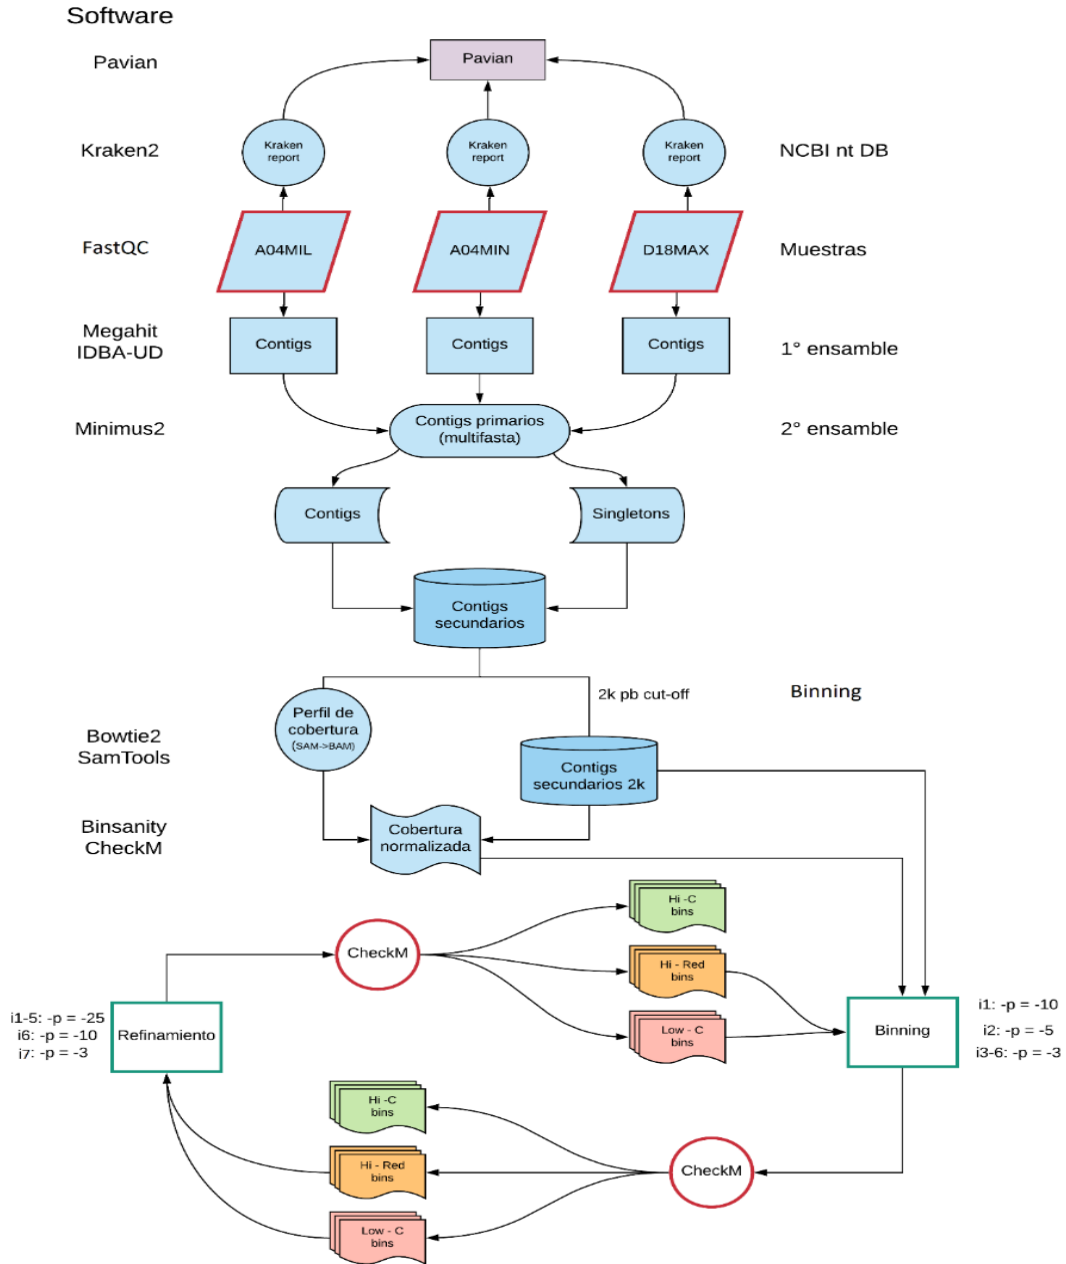 Software
Pavian
Pavian
Kraken2
Kraken
report
Kraken
report
Kraken
report
NCBI nt DB
FastQC
A04MIL
A04MIN
D18MAX
Muestras
Megahit
IDBA-UD
Contigs
Contigs
Contigs
1° ensamble
Minimus2
Contigs primarios
(multifasta)
2° ensamble
Contigs
Singletons
Contigs
secundarios
2k pb cut-off
Binning
Bowtie2
SamTools
Perfil de
cobertura
(SAM->BAM)
Contigs
secundarios 2k
Binsanity
CheckM
Cobertura
normalizada
Hi -C
bins
CheckM
Hi - Red
bins
Low - C
bins
i1-5: -p = -25
i6: -p = -10
i7: -p = -3
Refinamiento
Binning
i1: -p = -10
i2: -p = -5
i3-6: -p = -3
Hi -C
bins
Hi - Red
bins
CheckM
Low - C
bins